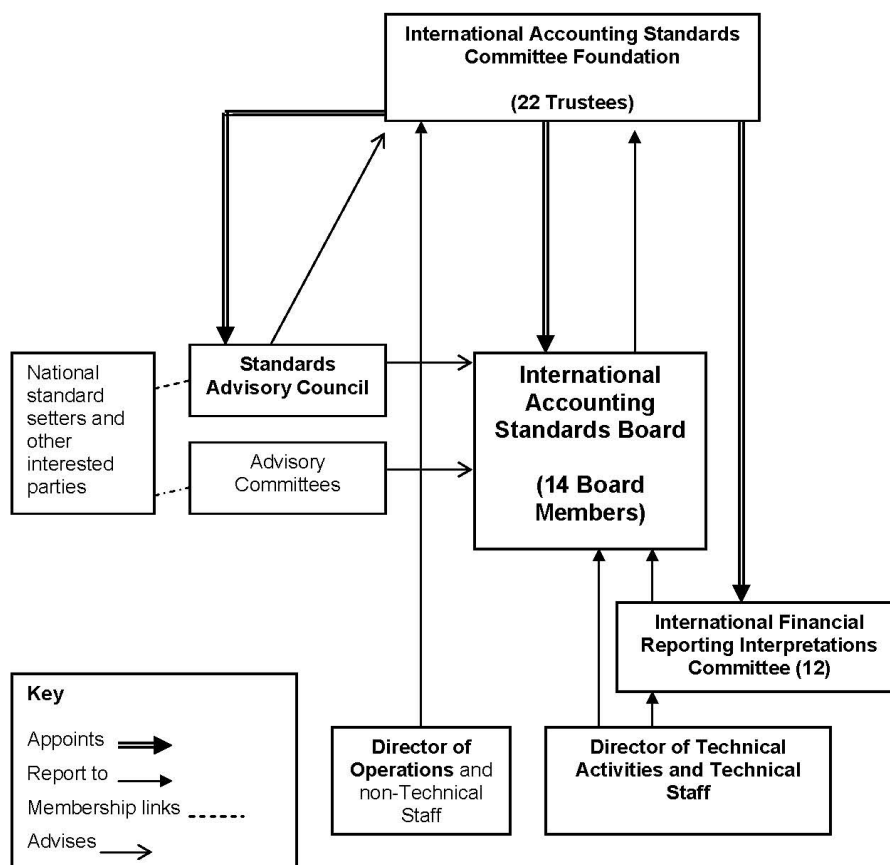 International Accounting Standards
Committee Foundation
(22 Trustees)
National
standard
setters and
other
interested
parties
Standards
Advisory Council
Advisory
Committees
International
Accounting
Standards Board
(14 Board
Members)
International Financial
Reporting Interpretations
Committee (12)
Key
Appoints
Report to
Membership links
Advises
Director of
Operations and
non-Technical
Staff
Director of Technical
Activities and Technical
Staff